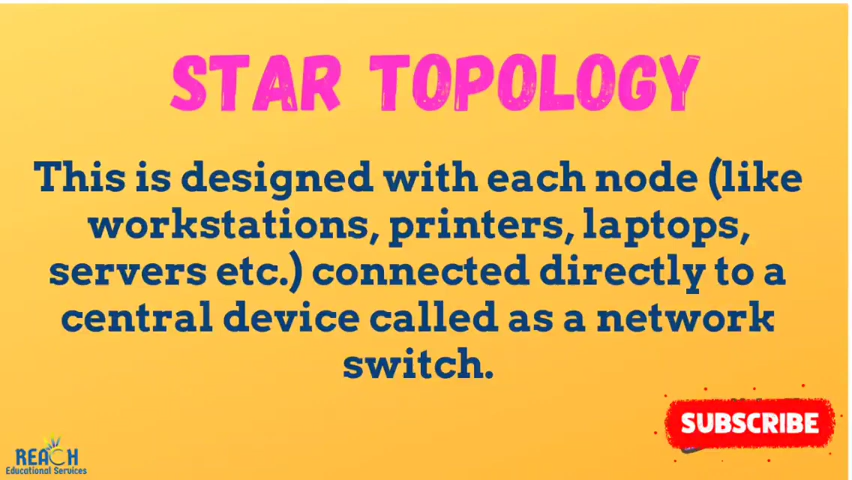 STAR TOPOLOGY
This is designed with each node (like
workstations, printers, laptops,
servers etc.) connected directly to a
central device called as a network
switch.
SUBSCRIBE
REACH
Educational Services